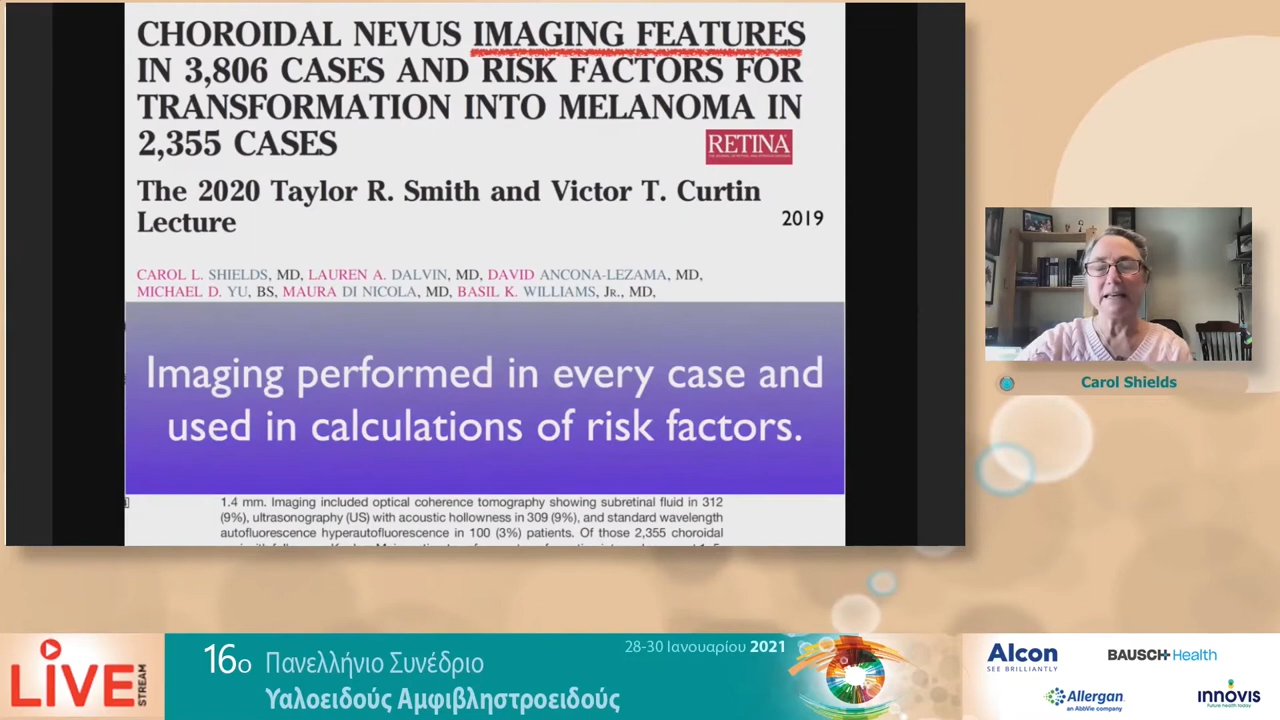 CHOROIDAL NEVUS IMAGING FEATURES
IN 3,806 CASES AND RISK FACTORS FOR
TRANSFORMATION INTO MELANOMA IN
2,355 CASES
RETINA
The 2020 Taylor R. Smith and Victor T. Curtin
Lecture
2019
CAROL L. SHIELDS, MD, LAUREN A. DALVIN, MD, DAVID ANCONA-LEZAMA, MD,
MICHAEL D. YU, BS, MAURA DI NICOLA, MD, BASIL K. WILLIAMS, JR., MD,
Imaging performed in every case and
used in calculations of risk factors.
1.4 mm. Imaging included optical coherence tomography showing subretinal fluid in 312
(9%), ultrasonography (US) with acoustic hollowness in 309 (9%), and standard wavelength
autofluorescence hyperautofluorescence in 100 (3%) patients. Of those 2,355 choroidal
Carol Shields
LIVE
STREAM
16ο Πανελλήνιο Συνέδριο
Υαλοειδούς Αμφιβληστροειδούς
28-30 Ιανουαρίου 2021
Alcon
SEE BRILLIANTLY
BAUSCH+Health
Allergan
an AbbVie company
innovis
Future health today